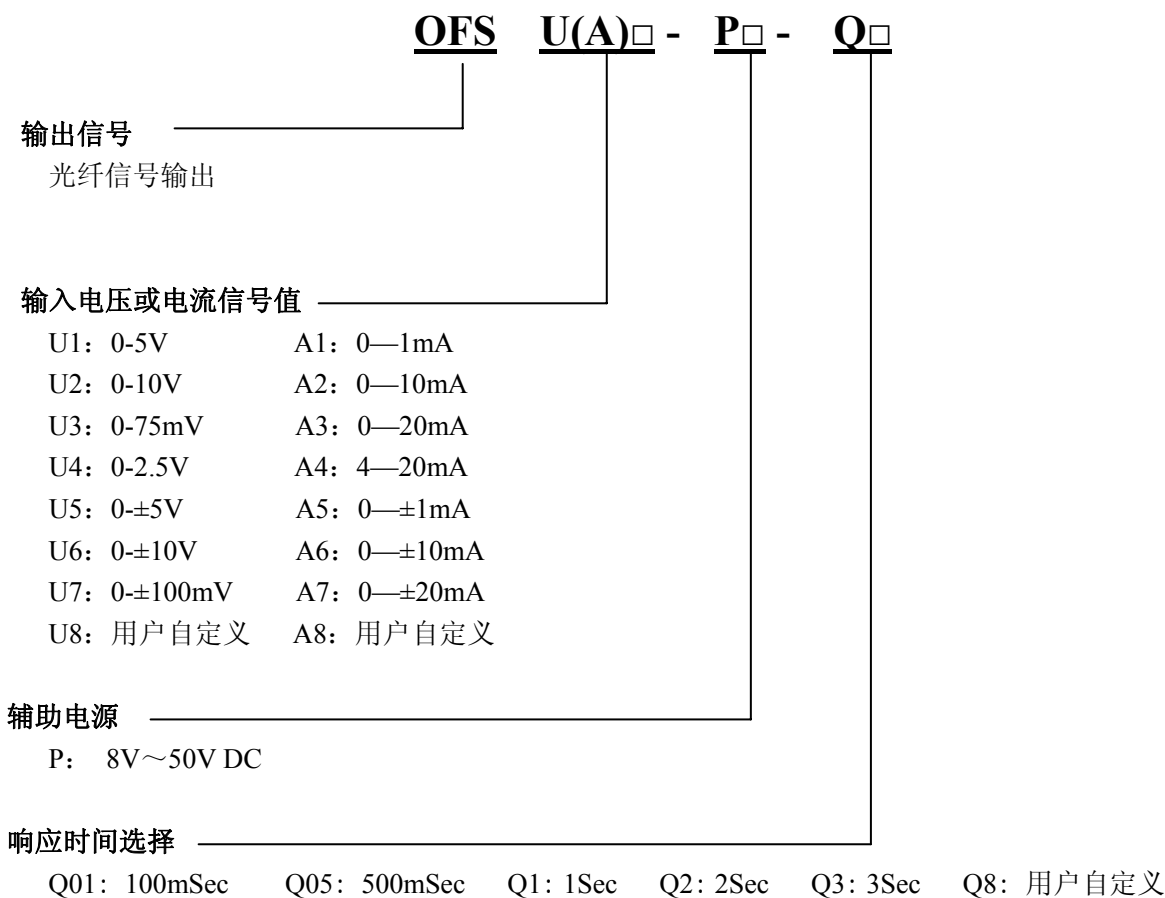 OFS U(A)□ - P□ - Q□
输出信号
光纤信号输出
输入电压或电流信号值
U1：0-5V A1：0—1mA
U2：0-10V A2：0—10mA
U3：0-75mV A3：0—20mA
U4：0-2.5V A4：4—20mA
U5：0-±5V A5：0—±1mA
U6：0-±10V A6：0—±10mA
U7：0-±100mV A7：0—±20mA
U8：用户自定义 A8：用户自定义
辅助电源
P： 8V～50V DC
响应时间选择
Q01：100mSec Q05：500mSec Q1：1Sec Q2：2Sec Q3：3Sec Q8：用户自定义